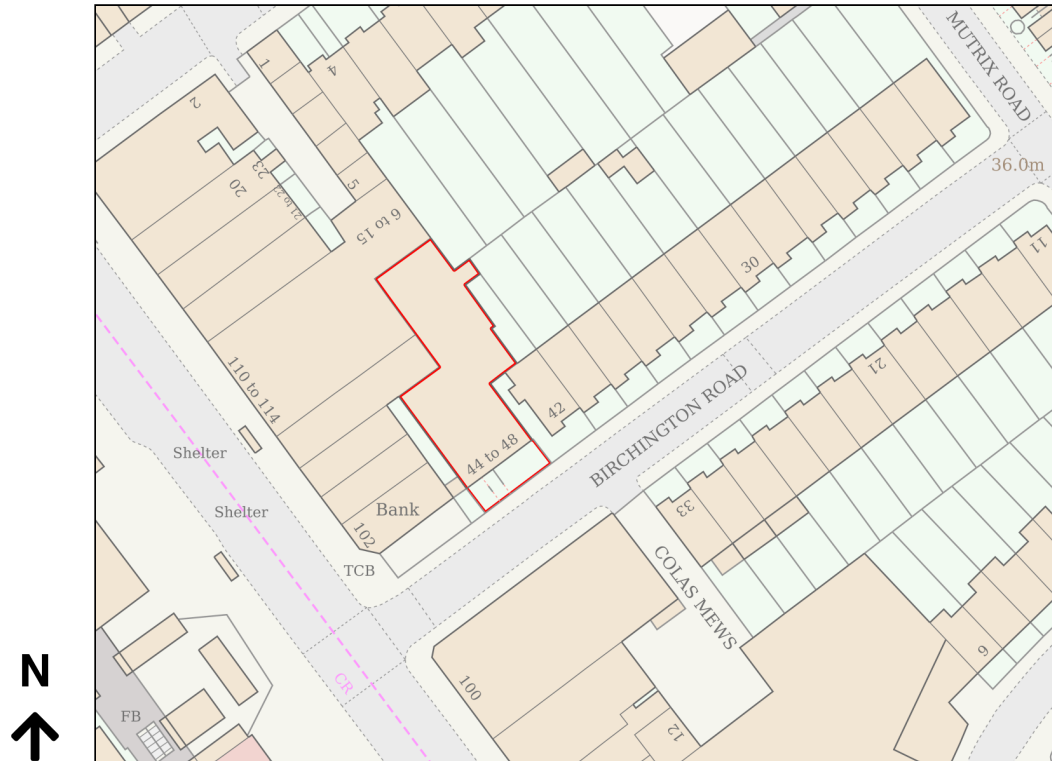 MUTRIX ROAD
1
4
2
36.0m
23
20
21 to 22
5
6 to 15
11
30
110 to 114
21
42
BIRCHINGTON ROAD
44 to 48
Shelter
33
Bank
Shelter
102
COLAS MEWS
TCB
9
N
CR
100
FB
12